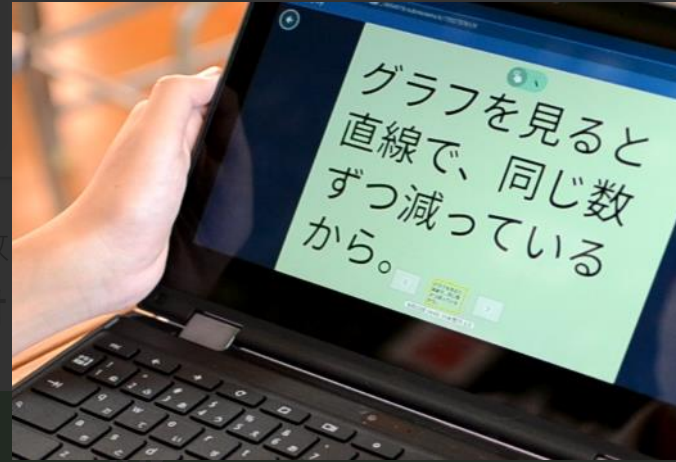 グラフを見ると
直線で、同じ数
ずつ減っている
から。